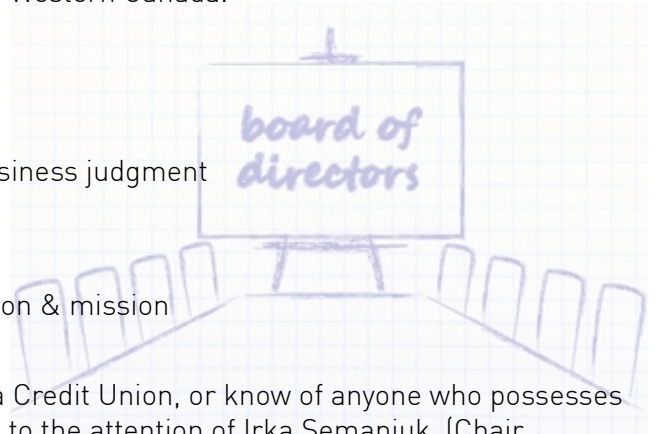 Western Canada.
board of
directors
siness judgment
on & mission
a Credit Union, or know of anyone who possesses
to the attention of Irka Semaniuk, (Chair